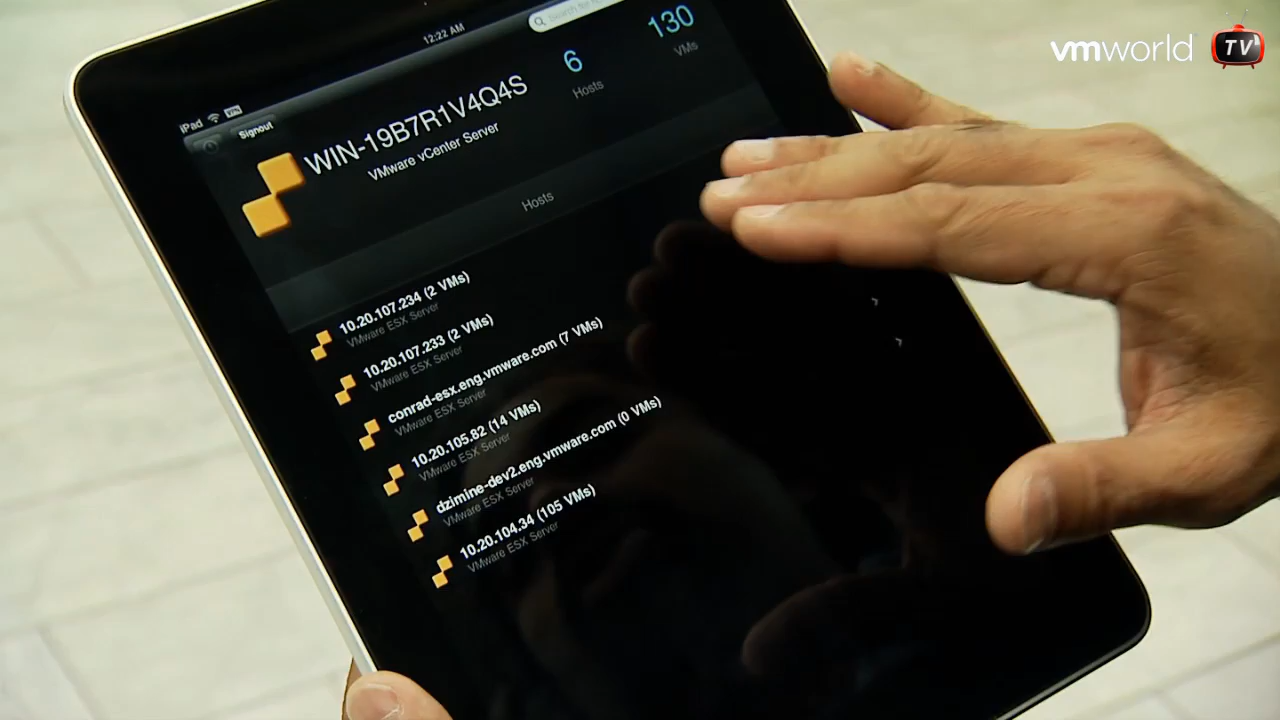 vmworld TV
iPad VPN 12:22 AM
Signout
Search for
WIN-19B7R1V4Q4S
VMware vCenter Server
6
Hosts
130
VMs
Hosts
10.20.107.234 (2 VMs)
VMware ESX Server
10.20.107.233 (2 VMs)
VMware ESX Server
conrad-esx.eng.vmware.com (7 VMs)
VMware ESX Server
10.20.105.82 (14 VMs)
VMware ESX Server
dzimine-dev2.eng.vmware.com (0 VMs)
VMware ESX Server
10.20.104.34 (105 VMs)
VMware ESX Server